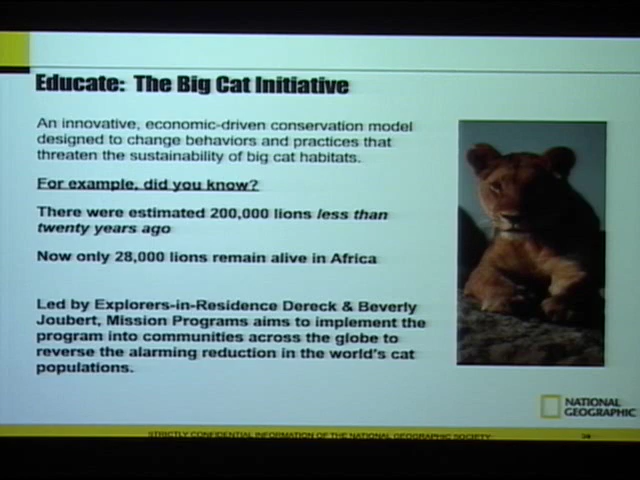 Educate: The Big Cat Initiative
An innovative, economic-driven conservation model
designed to change behaviors and practices that
threaten the sustainability of big cat habitats.
For example, did you know?
There were estimated 200,000 lions less than
twenty years ago
Now only 28,000 lions remain alive in Africa
Led by Explorers-in-Residence Dereck & Beverly
Joubert, Mission Programs aims to implement the
program into communities across the globe to
reverse the alarming reduction in the world's cat
populations.
NATIONAL
GEOGRAPHIC
STRICTLY CONFIDENTIAL INFORMATION OF THE NATIONAL GEOGRAPHIC SOCIETY